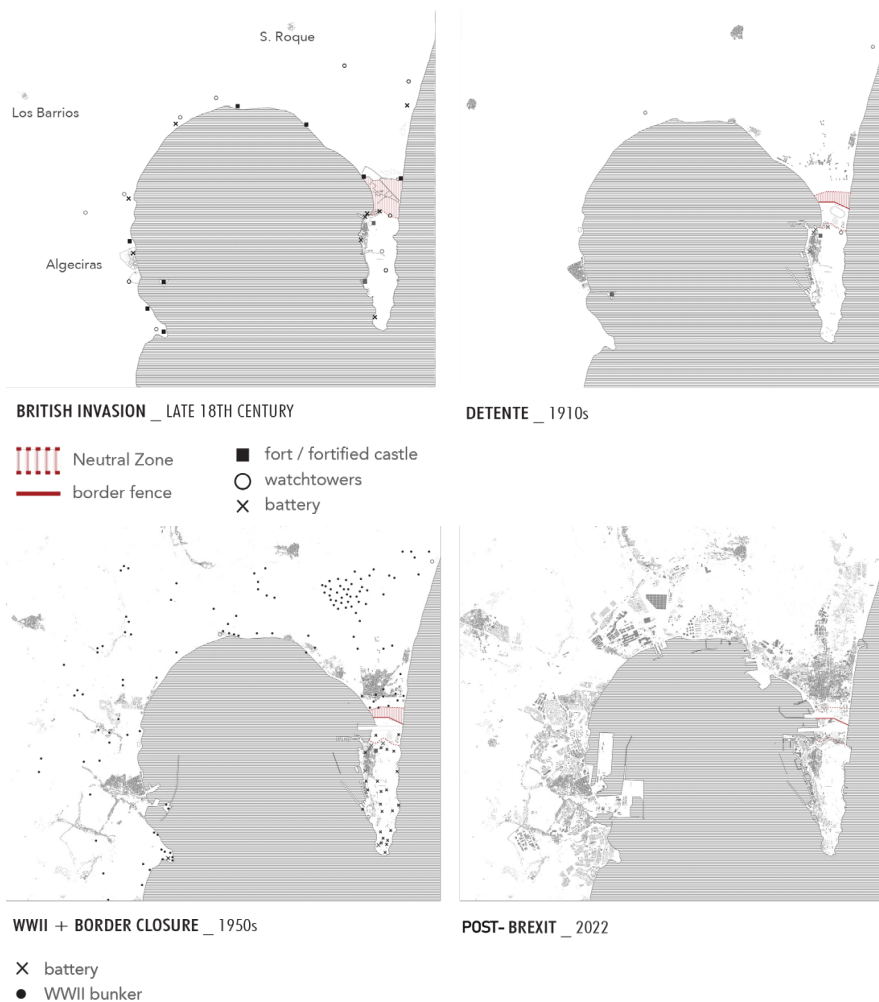 S. Roque
Los Barrios
Algeciras
BRITISH INVASION _ LATE 18TH CENTURY
DETENTE _ 1910s
Neutral Zone
border fence
fort / fortified castle
watchtowers
battery
WWII + BORDER CLOSURE _ 1950s
POST- BREXIT _ 2022
battery
WWII bunker